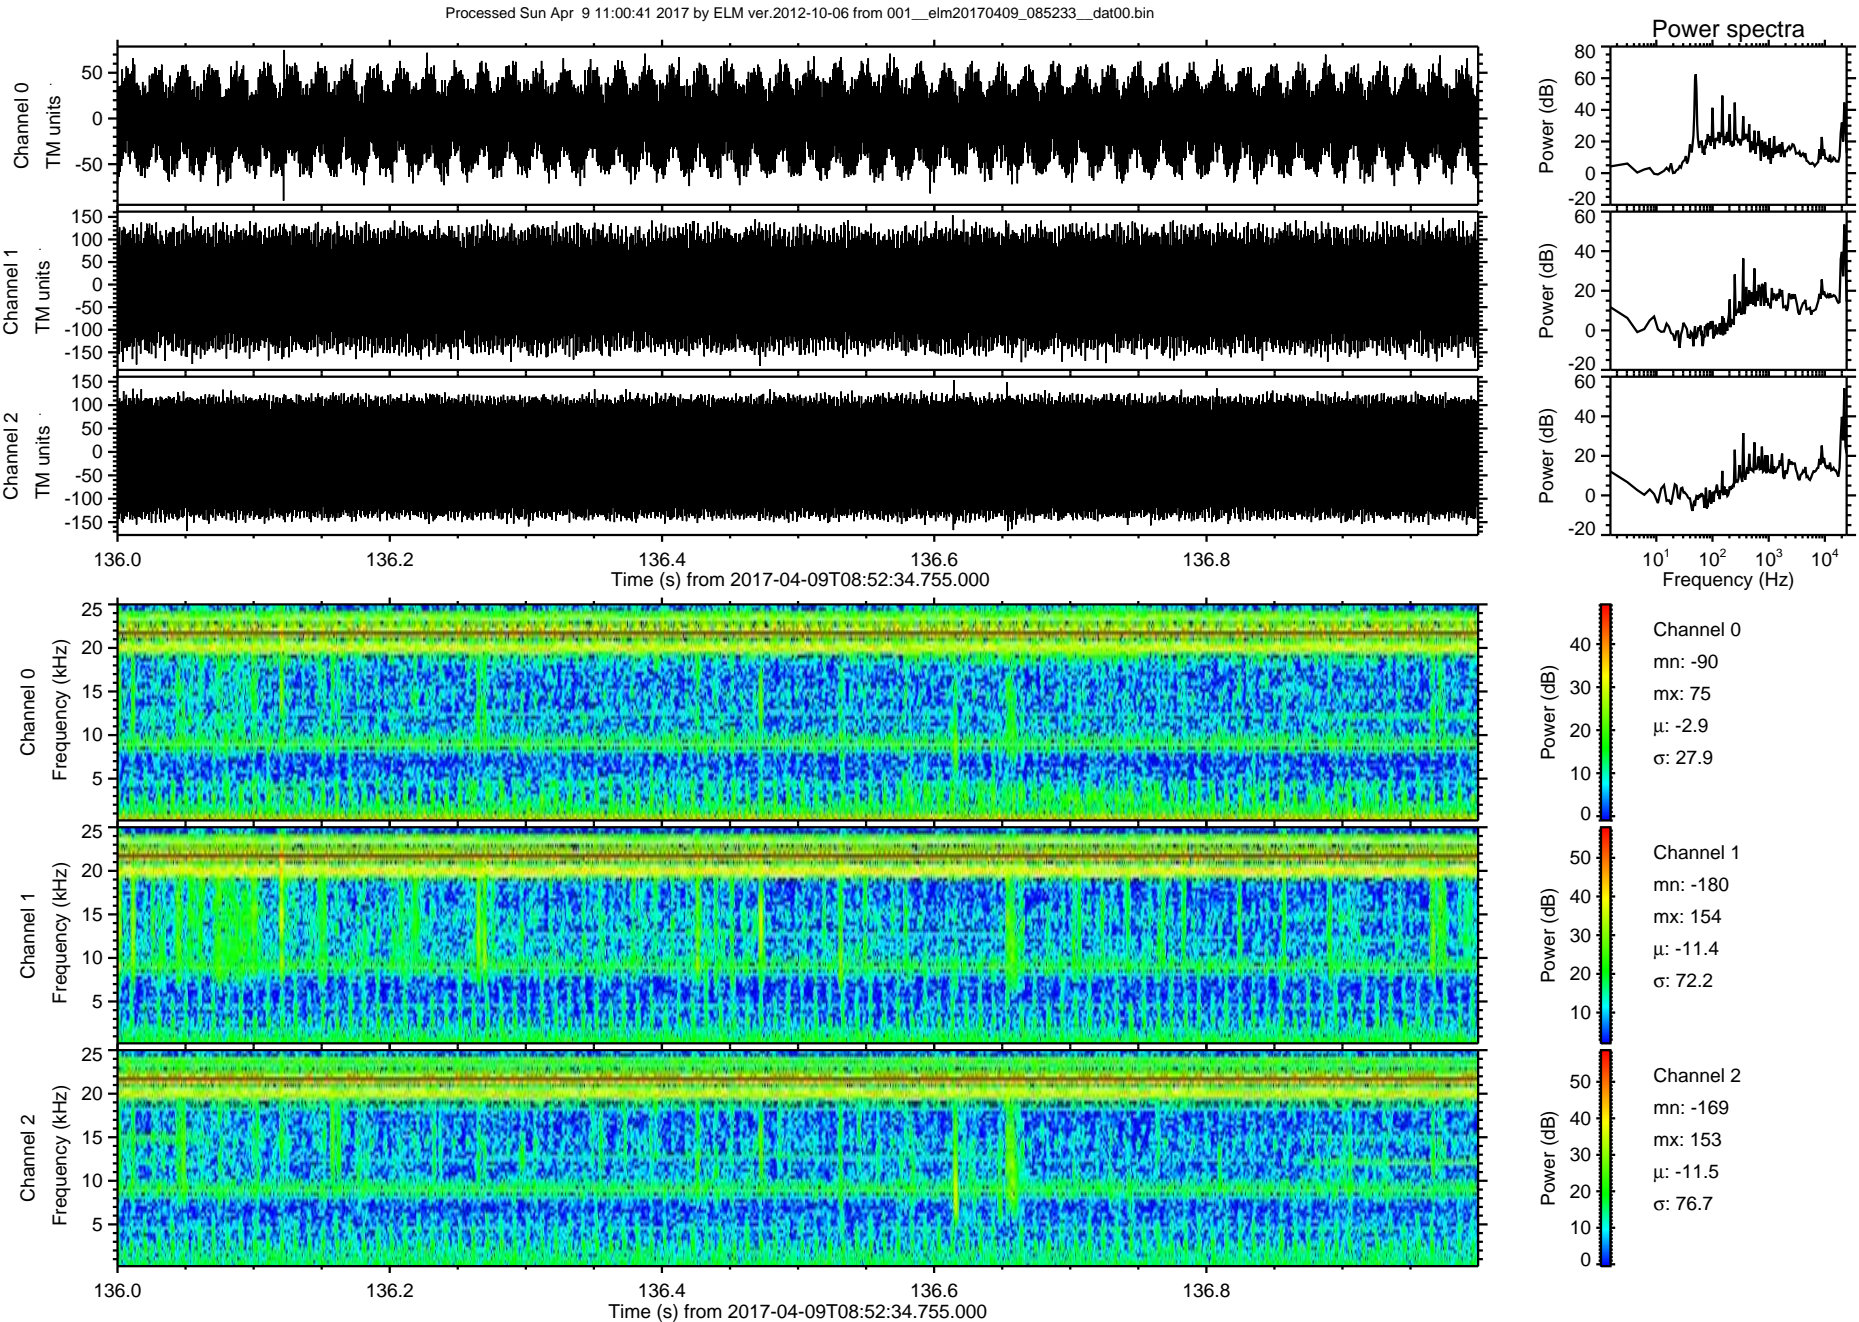 Processed Sun Apr  9 11:00:41 2017 by ELM ver.2012-10-06 from 001__elm20170409_085233__dat00.bin
Power spectra
Channel 0
TM units
50
0
-50
Power (dB)
80
60
40
20
0
-20
Channel 1
TM units
150
100
50
0
-50
-100
-150
Power (dB)
60
40
20
0
-20
Channel 2
TM units
150
100
50
0
-50
-100
-150
Power (dB)
60
40
20
0
-20
136.0 136.2 136.4 136.6 136.8
Time (s) from 2017-04-09T08:52:34.755.000
10^1 10^2 10^3 10^4
Frequency (Hz)
Channel 0
Frequency (kHz)
25
20
15
10
5
Power (dB)
40
30
20
10
0
Channel 0
mn: -90
mx: 75
μ: -2.9
σ: 27.9
Channel 1
Frequency (kHz)
25
20
15
10
5
Power (dB)
50
40
30
20
10
Channel 1
mn: -180
mx: 154
μ: -11.4
σ: 72.2
Channel 2
Frequency (kHz)
25
20
15
10
5
Power (dB)
50
40
30
20
10
0
Channel 2
mn: -169
mx: 153
μ: -11.5
σ: 76.7
136.0 136.2 136.4 136.6 136.8
Time (s) from 2017-04-09T08:52:34.755.000